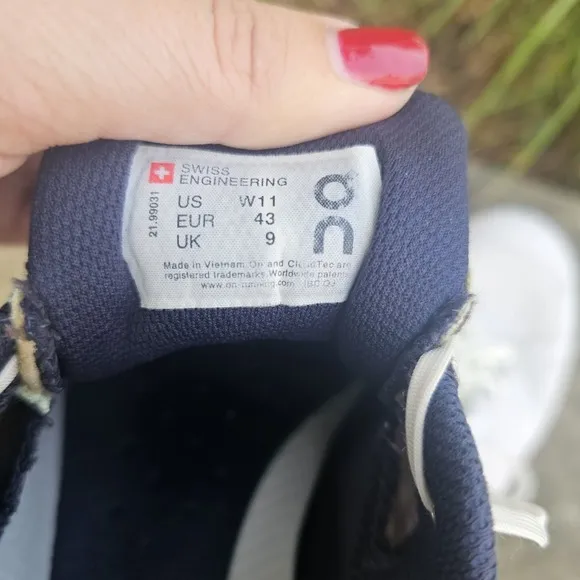 SWISS
ENGINEERING
21.99031
US W11
EUR 43
UK 9
on
Made in Vietnam. On and CloudTec are
registered trademarks. Worldwide patents
www.on-running.com